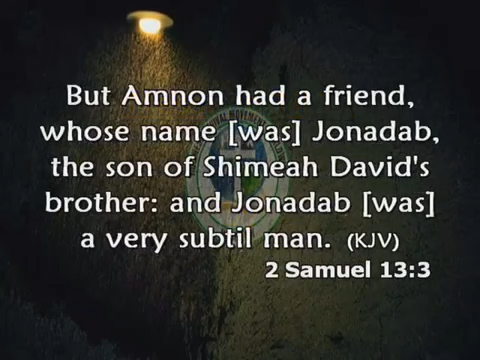 But Amnon had a friend,
whose name [was] Jonadab,
the son of Shimeah David's
brother: and Jonadab [was]
a very subtil man. (KJV)
2 Samuel 13:3